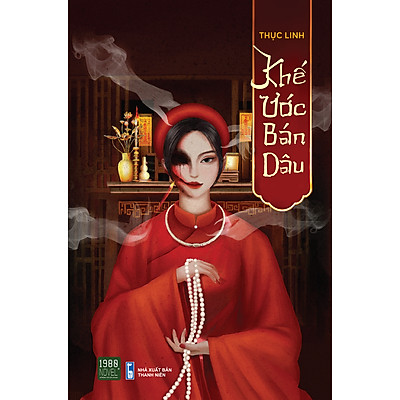 THỤC LINH
Khế
Ước
Bán
Dâu
1980
NOVEL
NHÀ XUẤT BẢN
THANH NIÊN